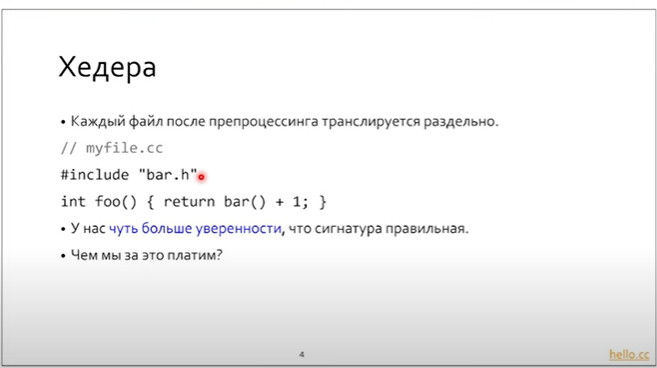 Хедера
• Каждый файл после препроцессинга транслируется раздельно.
// myfile.cc
#include "bar.h"
int foo() { return bar() + 1; }
• У нас чуть больше уверенности, что сигнатура правильная.
• Чем мы за это платим?
4
hello.cc